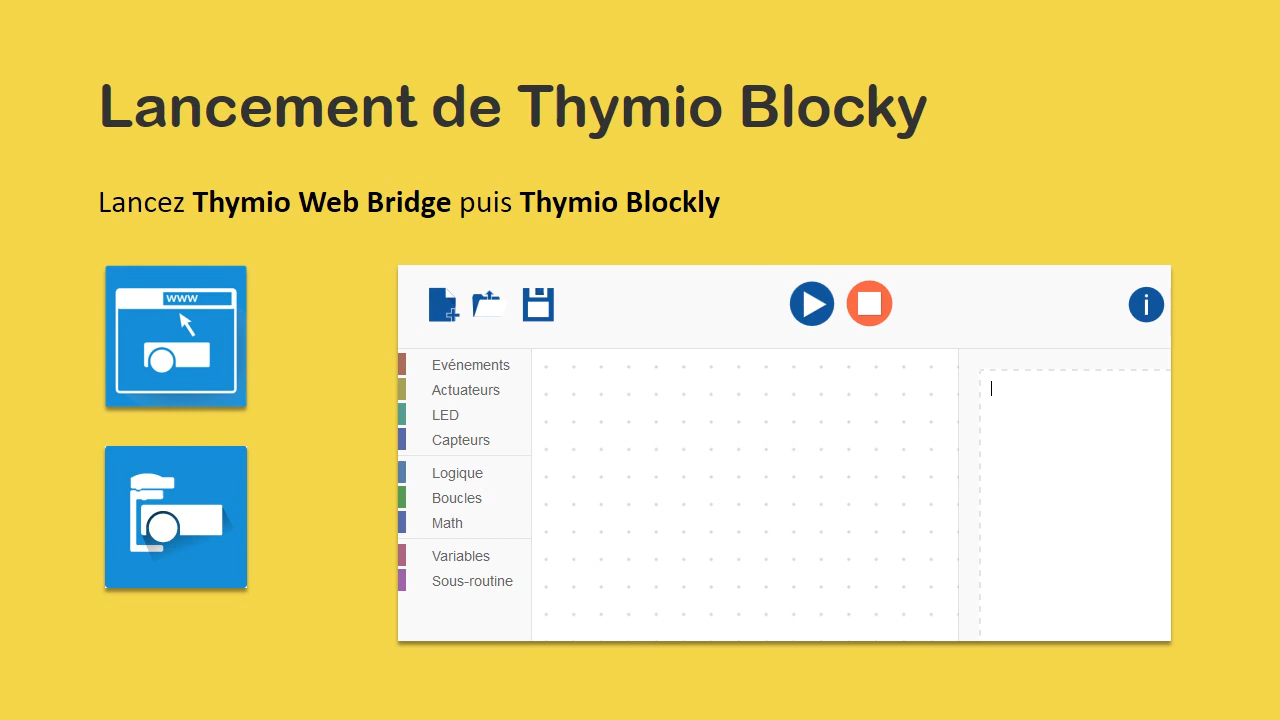 Lancement de Thymio Blocky
Lancez Thymio Web Bridge puis Thymio Blockly
www
Evénements
Actuateurs
LED
Capteurs
Logique
Boucles
Math
Variables
Sous-routine